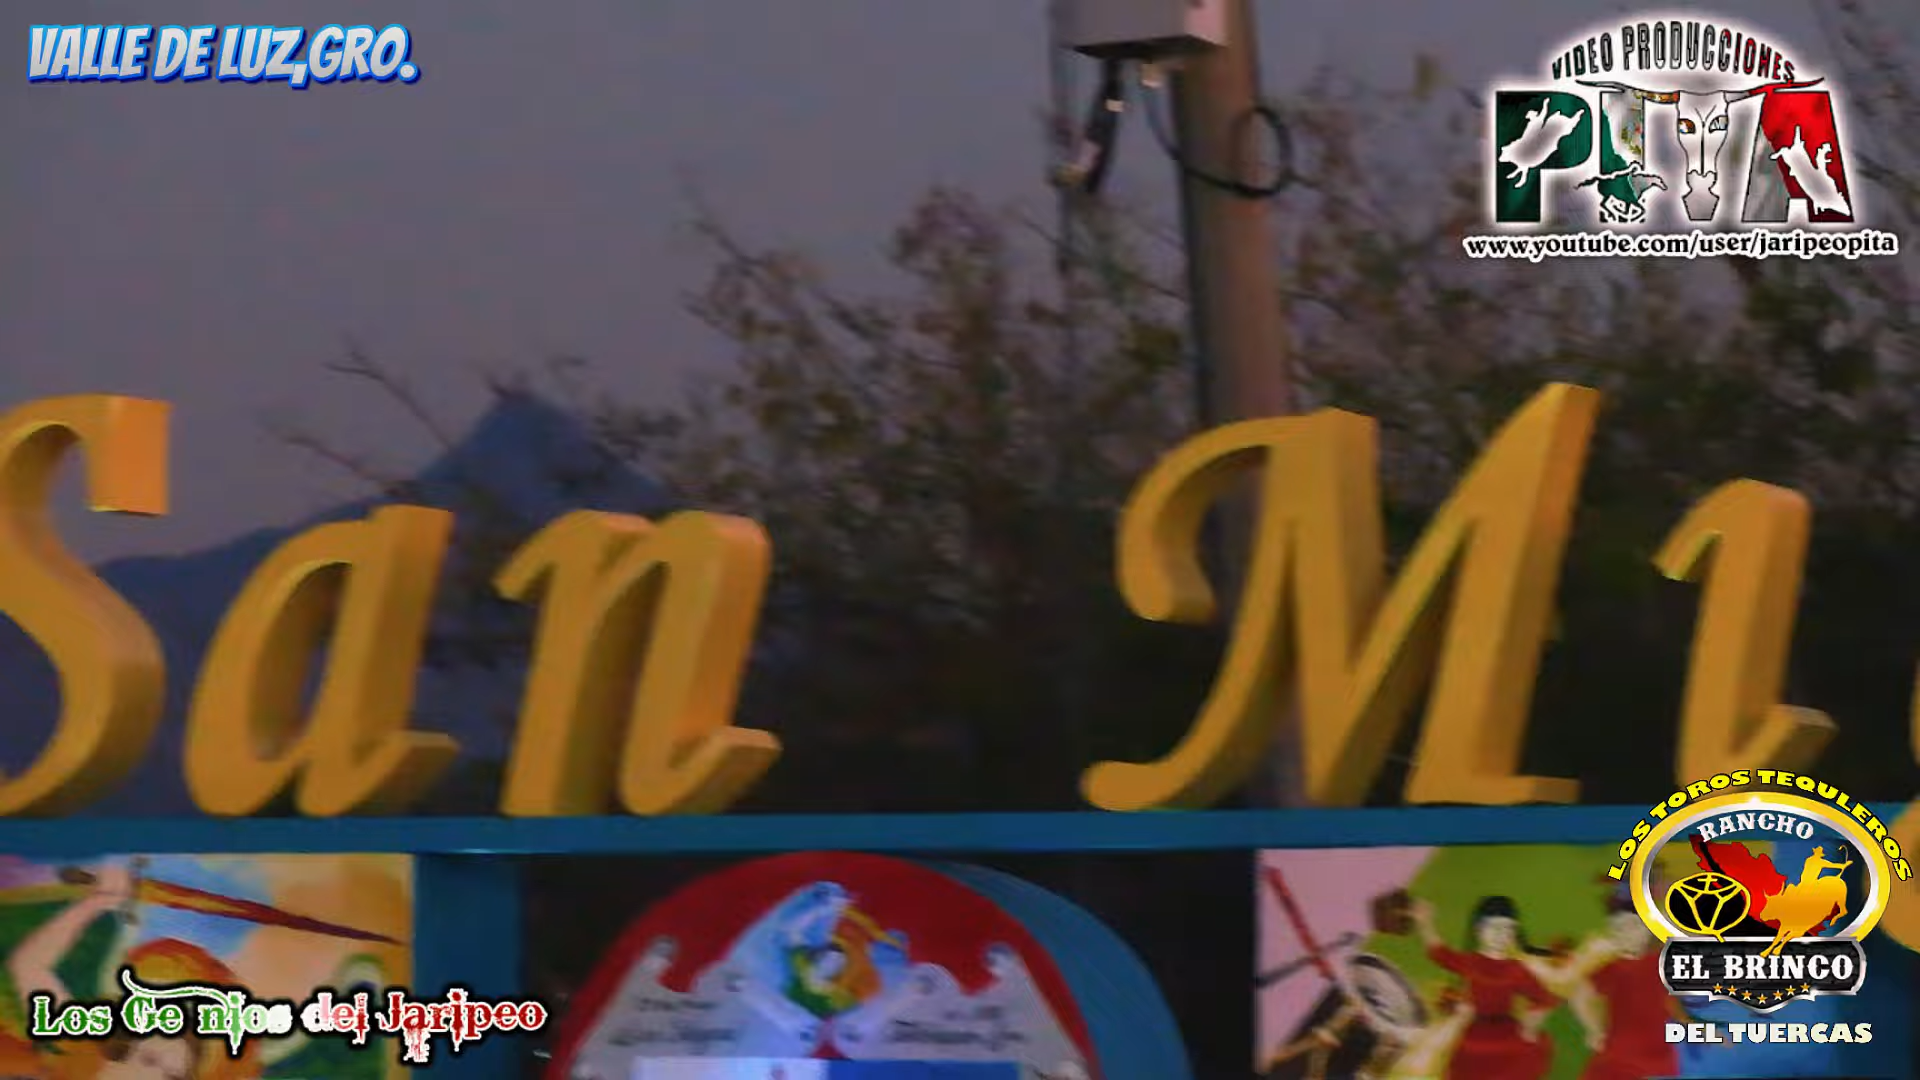 VALLE DE LUZ,GRO.
VIDEO PRODUCCIONES
PITA
www.youtube.com/user/jaripeopita
San Mi
LOS TOROS TEQULEROS
RANCHO
EL BRINCO
DEL TUERCAS
Los Genios del Jaripeo